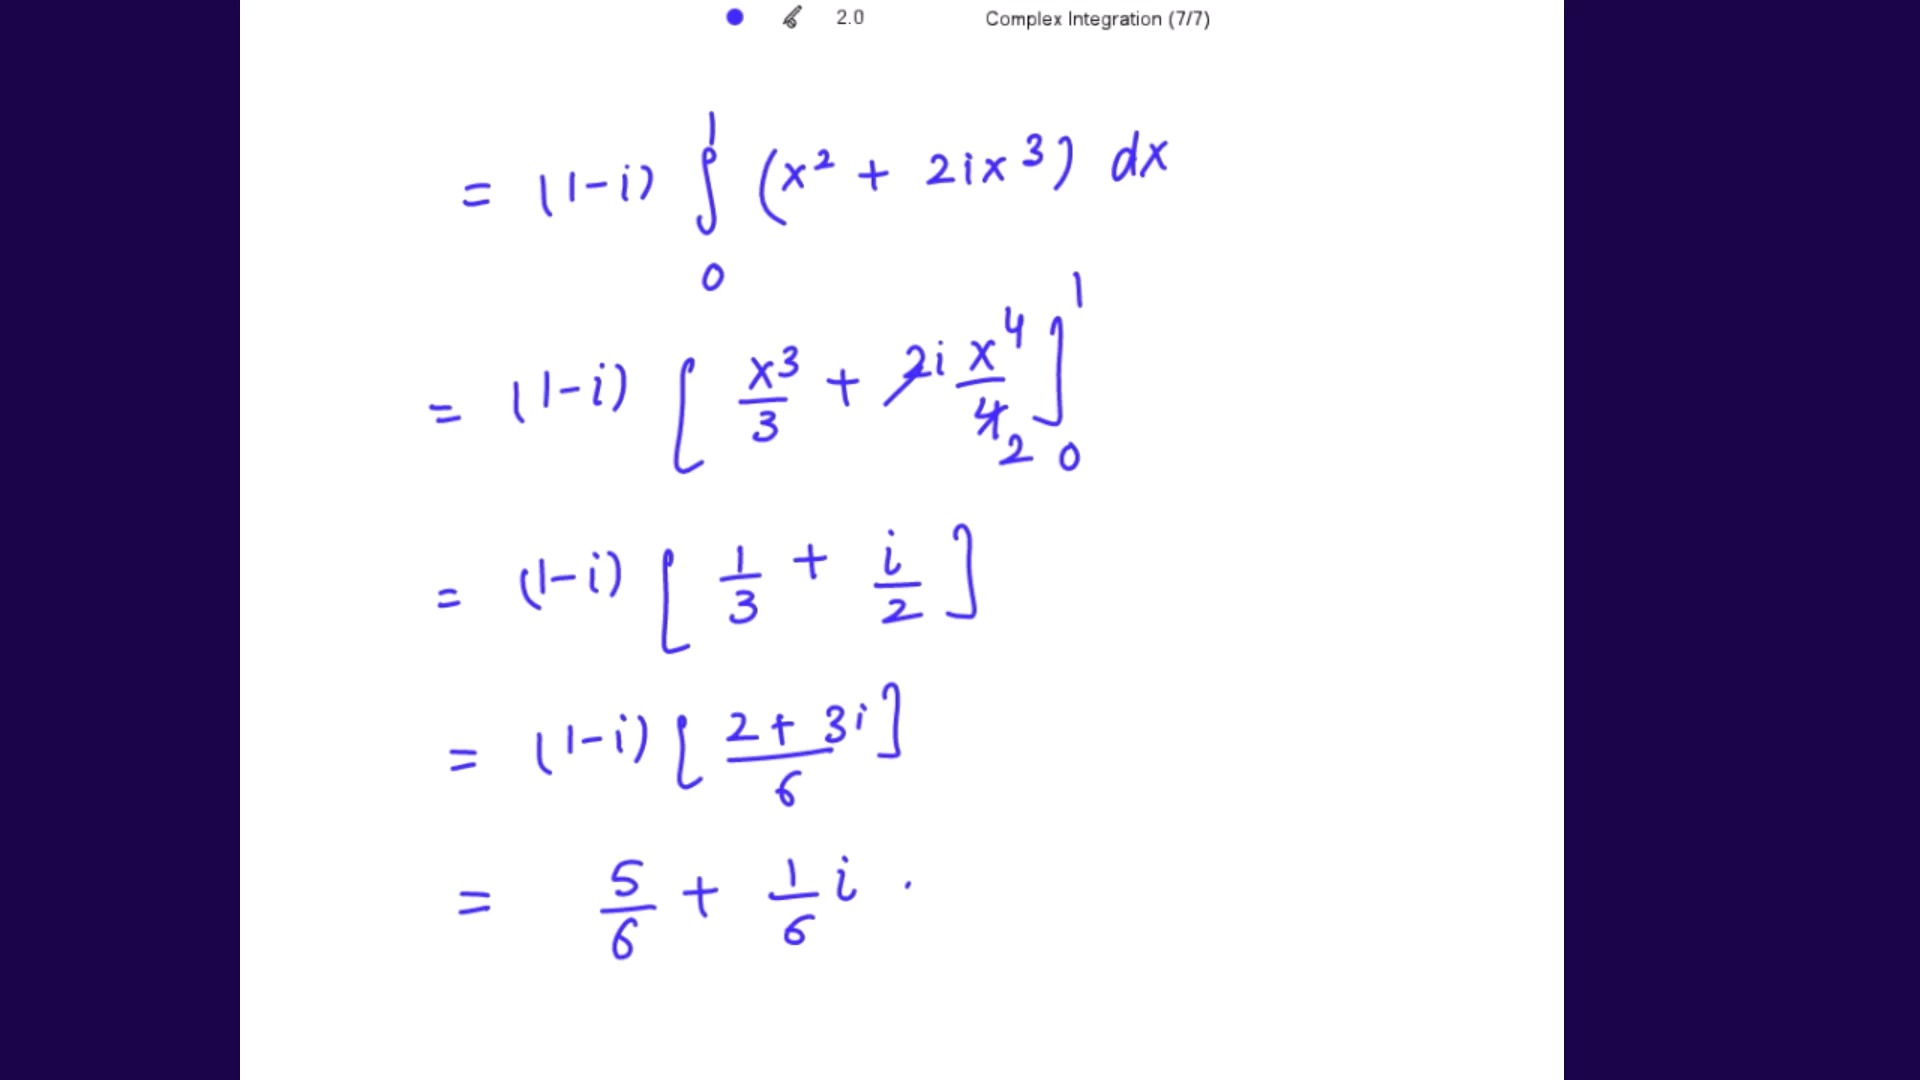 2.0 Complex Integration (7/7)
= (1-i) ∫₀¹ (x² + 2ix³) dx
= (1-i) [ x³/3 + 2i x⁴/4 2 ]₀¹
= (1-i) [ 1/3 + i/2 ]
= (1-i) [ 2+3i/6 ]
= 5/6 + 1/6 i .